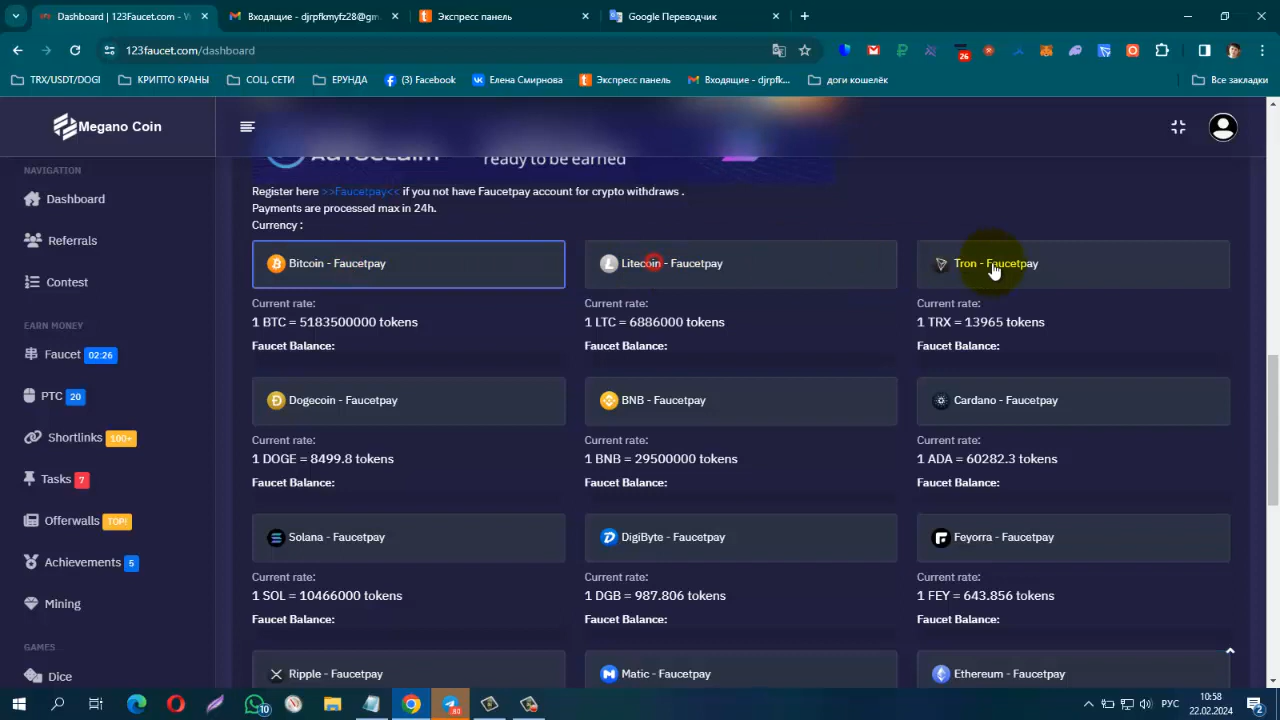 Dashboard | 123Faucet.com - V
Входящие - djrpfkmyfz28@gm
Экспресс панель
Google Переводчик
123faucet.com/dashboard
26
TRX/USDT/DOGI
КРИПТО КРАНЫ
СОЦ. СЕТИ
ЕРУНДА
(3) Facebook
Елена Смирнова
Экспресс панель
Входящие - djrpfk...
доги кошелёк
Все закладки
Megano Coin
NAVIGATION
Dashboard
Referrals
Contest
EARN MONEY
Faucet 02:26
PTC 20
Shortlinks 100+
Tasks 7
Offerwalls TOP!
Achievements 5
Mining
GAMES
Dice
ready to be earned
Register here >>Faucetpay<< if you not have Faucetpay account for crypto withdraws .
Payments are processed max in 24h.
Currency :
Bitcoin - Faucetpay
Litecoin - Faucetpay
Tron - Faucetpay
Current rate:
Current rate:
Current rate:
1 BTC = 5183500000 tokens
1 LTC = 6886000 tokens
1 TRX = 13965 tokens
Faucet Balance:
Faucet Balance:
Faucet Balance:
Dogecoin - Faucetpay
BNB - Faucetpay
Cardano - Faucetpay
Current rate:
Current rate:
Current rate:
1 DOGE = 8499.8 tokens
1 BNB = 29500000 tokens
1 ADA = 60282.3 tokens
Faucet Balance:
Faucet Balance:
Faucet Balance:
Solana - Faucetpay
DigiByte - Faucetpay
Feyorra - Faucetpay
Current rate:
Current rate:
Current rate:
1 SOL = 10466000 tokens
1 DGB = 987.806 tokens
1 FEY = 643.856 tokens
Faucet Balance:
Faucet Balance:
Faucet Balance:
Ripple - Faucetpay
Matic - Faucetpay
Ethereum - Faucetpay
10
РУС
10:58
22.02.2024
2